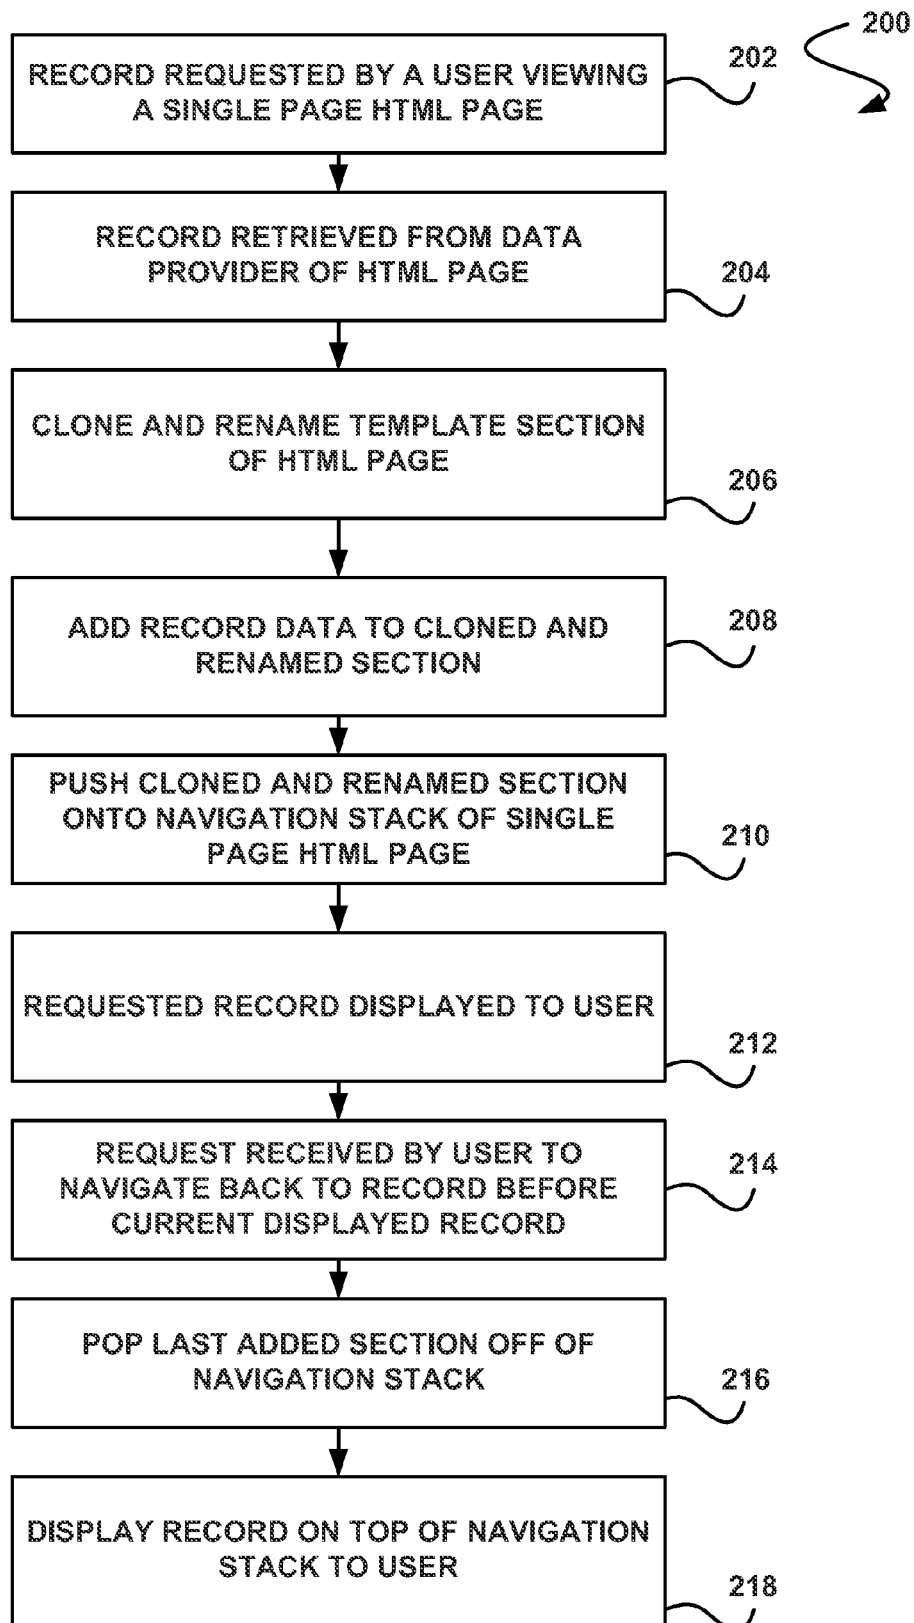 200
RECORD REQUESTED BY A USER VIEWING
A SINGLE PAGE HTML PAGE
202
RECORD RETRIEVED FROM DATA
PROVIDER OF HTML PAGE
204
CLONE AND RENAME TEMPLATE SECTION
OF HTML PAGE
206
ADD RECORD DATA TO CLONED AND
RENAMED SECTION
208
PUSH CLONED AND RENAMED SECTION
ONTO NAVIGATION STACK OF SINGLE
PAGE HTML PAGE
210
REQUESTED RECORD DISPLAYED TO USER
212
REQUEST RECEIVED BY USER TO
NAVIGATE BACK TO RECORD BEFORE
CURRENT DISPLAYED RECORD
214
POP LAST ADDED SECTION OFF OF
NAVIGATION STACK
216
DISPLAY RECORD ON TOP OF NAVIGATION
STACK TO USER
218